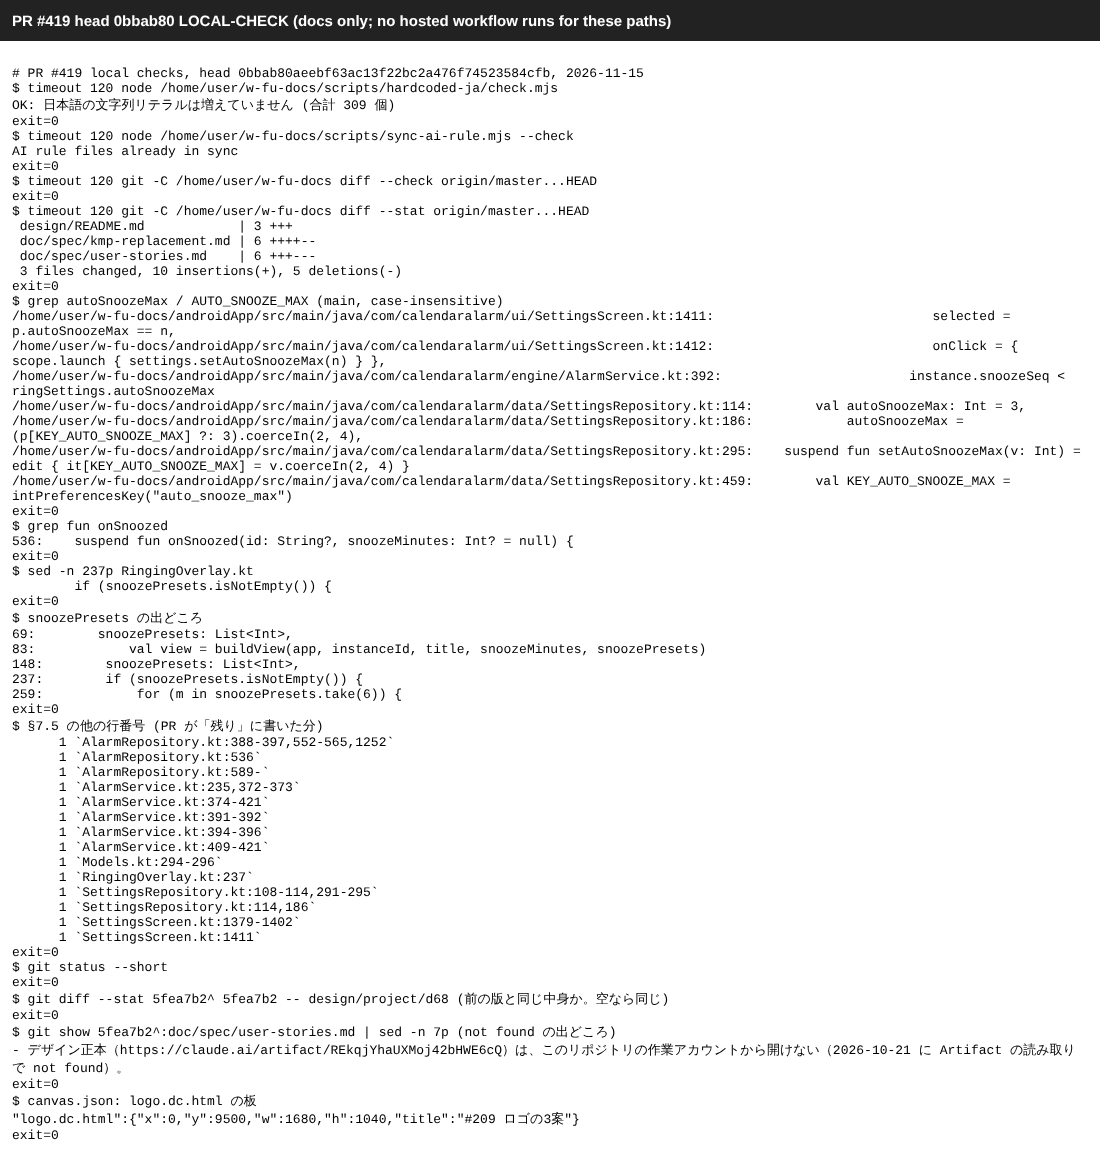 PR #419 head 0bbab80 LOCAL-CHECK (docs only; no hosted workflow runs for these paths)
# PR #419 local checks, head 0bbab80aeebf63ac13f22bc2a476f74523584cfb, 2026-11-15
$ timeout 120 node /home/user/w-fu-docs/scripts/hardcoded-ja/check.mjs
OK: 日本語の文字列リテラルは増えていません (合計 309 個)
exit=0
$ timeout 120 node /home/user/w-fu-docs/scripts/sync-ai-rule.mjs --check
AI rule files already in sync
exit=0
$ timeout 120 git -C /home/user/w-fu-docs diff --check origin/master...HEAD
exit=0
$ timeout 120 git -C /home/user/w-fu-docs diff --stat origin/master...HEAD
 design/README.md            | 3 +++
 doc/spec/kmp-replacement.md | 6 ++++--
 doc/spec/user-stories.md    | 6 +++---
 3 files changed, 10 insertions(+), 5 deletions(-)
exit=0
$ grep autoSnoozeMax / AUTO_SNOOZE_MAX (main, case-insensitive)
/home/user/w-fu-docs/androidApp/src/main/java/com/calendaralarm/ui/SettingsScreen.kt:1411:                            selected =
p.autoSnoozeMax == n,
/home/user/w-fu-docs/androidApp/src/main/java/com/calendaralarm/ui/SettingsScreen.kt:1412:                            onClick = {
scope.launch { settings.setAutoSnoozeMax(n) } },
/home/user/w-fu-docs/androidApp/src/main/java/com/calendaralarm/engine/AlarmService.kt:392:                        instance.snoozeSeq <
ringSettings.autoSnoozeMax
/home/user/w-fu-docs/androidApp/src/main/java/com/calendaralarm/data/SettingsRepository.kt:114:        val autoSnoozeMax: Int = 3,
/home/user/w-fu-docs/androidApp/src/main/java/com/calendaralarm/data/SettingsRepository.kt:186:            autoSnoozeMax =
(p[KEY_AUTO_SNOOZE_MAX] ?: 3).coerceIn(2, 4),
/home/user/w-fu-docs/androidApp/src/main/java/com/calendaralarm/data/SettingsRepository.kt:295:    suspend fun setAutoSnoozeMax(v: Int) =
edit { it[KEY_AUTO_SNOOZE_MAX] = v.coerceIn(2, 4) }
/home/user/w-fu-docs/androidApp/src/main/java/com/calendaralarm/data/SettingsRepository.kt:459:        val KEY_AUTO_SNOOZE_MAX =
intPreferencesKey("auto_snooze_max")
exit=0
$ grep fun onSnoozed
536:    suspend fun onSnoozed(id: String?, snoozeMinutes: Int? = null) {
exit=0
$ sed -n 237p RingingOverlay.kt
        if (snoozePresets.isNotEmpty()) {
exit=0
$ snoozePresets の出どころ
69:        snoozePresets: List<Int>,
83:            val view = buildView(app, instanceId, title, snoozeMinutes, snoozePresets)
148:        snoozePresets: List<Int>,
237:        if (snoozePresets.isNotEmpty()) {
259:            for (m in snoozePresets.take(6)) {
exit=0
$ §7.5 の他の行番号 (PR が「残り」に書いた分)
      1 `AlarmRepository.kt:388-397,552-565,1252`
      1 `AlarmRepository.kt:536`
      1 `AlarmRepository.kt:589-`
      1 `AlarmService.kt:235,372-373`
      1 `AlarmService.kt:374-421`
      1 `AlarmService.kt:391-392`
      1 `AlarmService.kt:394-396`
      1 `AlarmService.kt:409-421`
      1 `Models.kt:294-296`
      1 `RingingOverlay.kt:237`
      1 `SettingsRepository.kt:108-114,291-295`
      1 `SettingsRepository.kt:114,186`
      1 `SettingsScreen.kt:1379-1402`
      1 `SettingsScreen.kt:1411`
exit=0
$ git status --short
exit=0
$ git diff --stat 5fea7b2^ 5fea7b2 -- design/project/d68 (前の版と同じ中身か。空なら同じ)
exit=0
$ git show 5fea7b2^:doc/spec/user-stories.md | sed -n 7p (not found の出どころ)
- デザイン正本（https://claude.ai/artifact/REkqjYhaUXMoj42bHWE6cQ）は、このリポジトリの作業アカウントから開けない（2026-10-21 に Artifact の読み取り
で not found）。
exit=0
$ canvas.json: logo.dc.html の板
"logo.dc.html":{"x":0,"y":9500,"w":1680,"h":1040,"title":"#209 ロゴの3案"}
exit=0